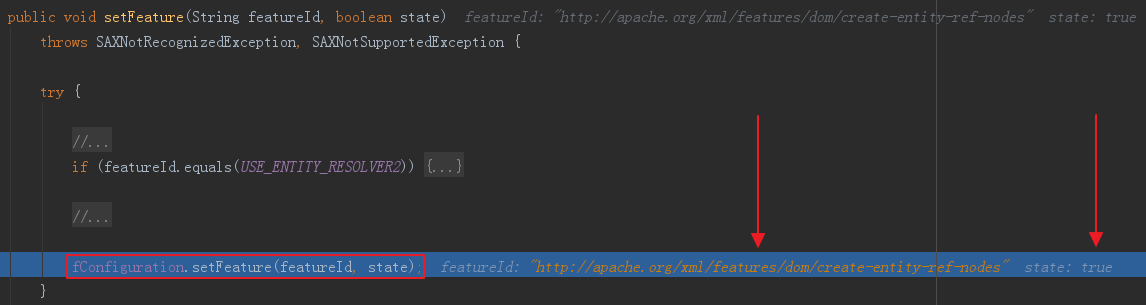 public void setFeature(String featureId, boolean state)  featureId: "http://apache.org/xml/features/dom/create-entity-ref-nodes"  state: true
throws SAXNotRecognizedException, SAXNotSupportedException {
try {
//...
if (featureId.equals(USE_ENTITY_RESOLVER2)) {...}
//...
fConfiguration.setFeature(featureId, state);  featureId: "http://apache.org/xml/features/dom/create-entity-ref-nodes"  state: true
}